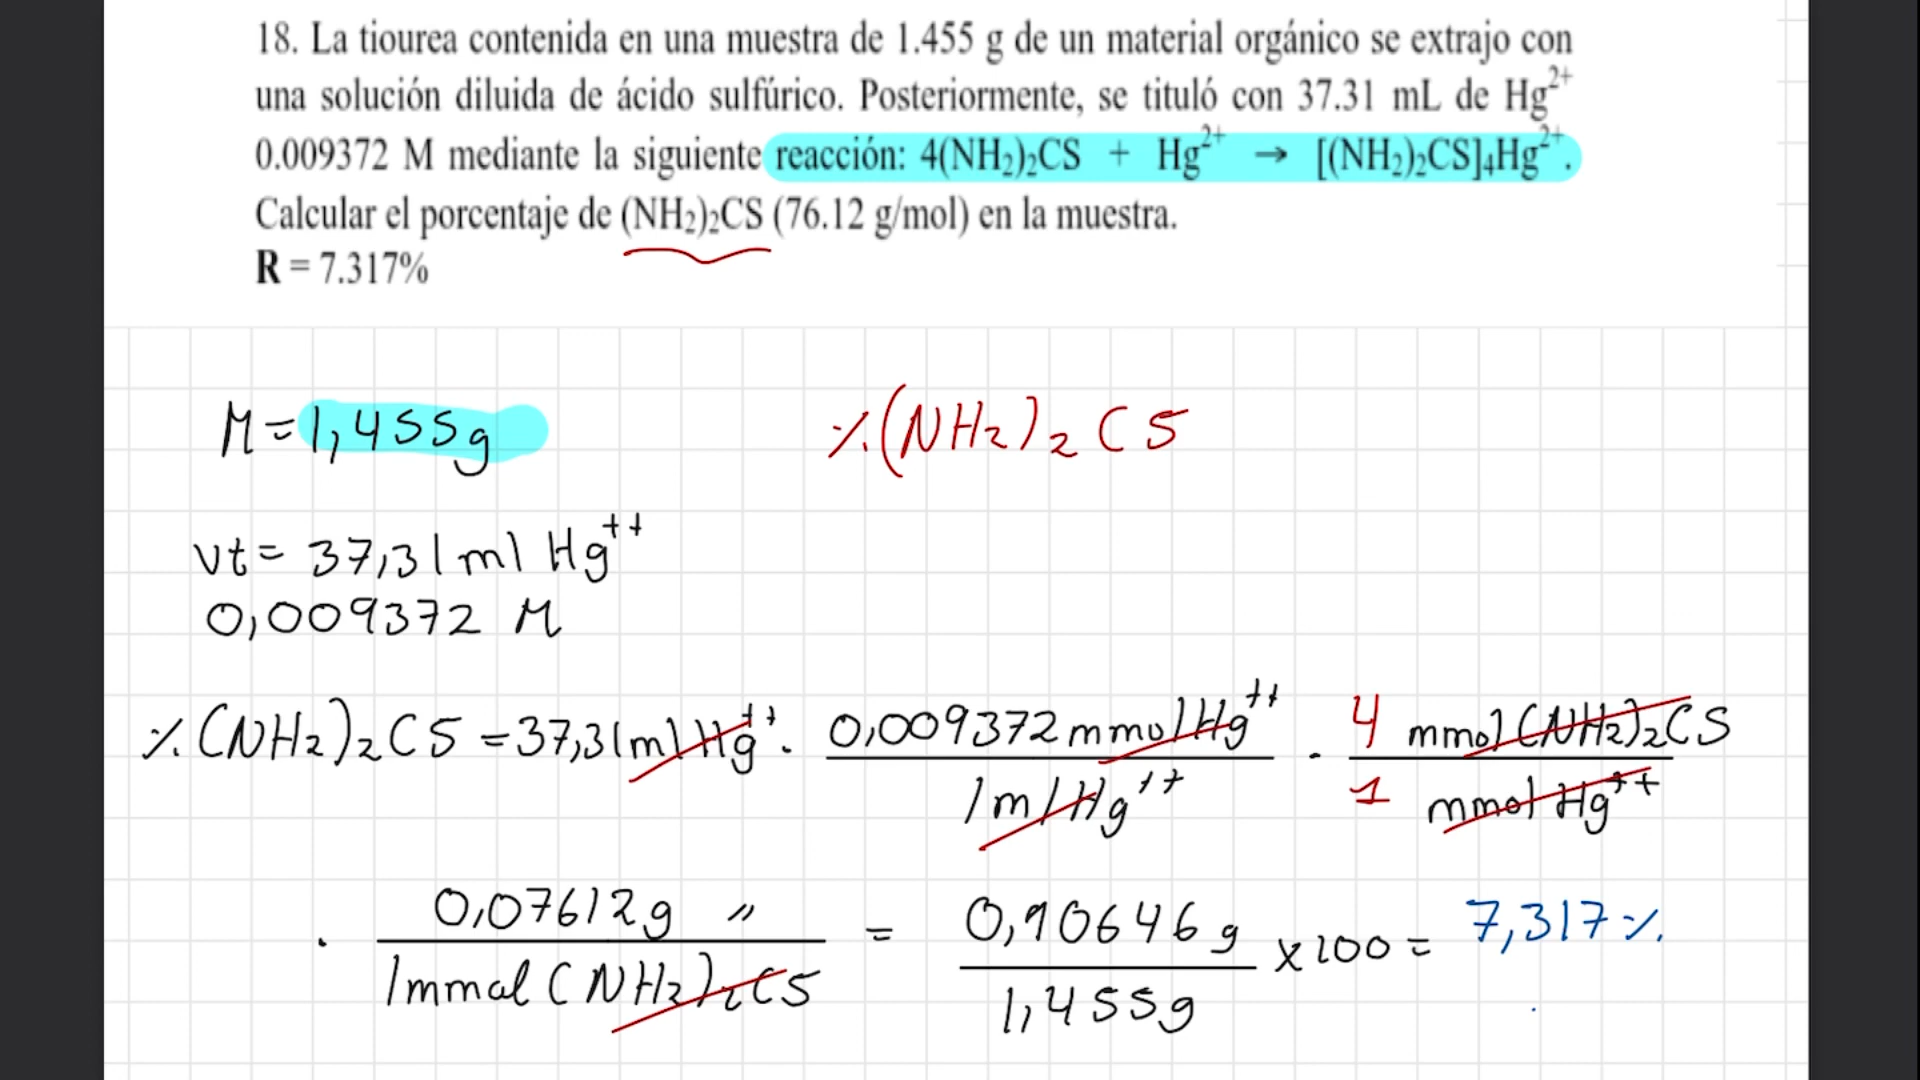 18. La tiourea contenida en una muestra de 1.455 g de un material orgánico se extrajo con
una solución diluida de ácido sulfúrico. Posteriormente, se tituló con 37.31 mL de Hg²⁺
0.009372 M mediante la siguiente reacción: 4(NH₂)₂CS + Hg²⁺ → [(NH₂)₂CS]₄Hg²⁺.
Calcular el porcentaje de (NH₂)₂CS (76.12 g/mol) en la muestra.
R = 7.317%
M = 1,455g
% (NH₂)₂CS
vt = 37,31 ml Hg⁺⁺
0,009372 M
% (NH₂)₂CS = 37,31 ml Hg⁺⁺ · 0,009372 mmol Hg⁺⁺ / 1 ml Hg⁺⁺ · 4 mmol (NH₂)₂CS / 1 mmol Hg⁺⁺
· 0,07612g " / 1 mmol (NH₂)₂CS = 0,10646 g / 1,455g x 100 = 7,317 %